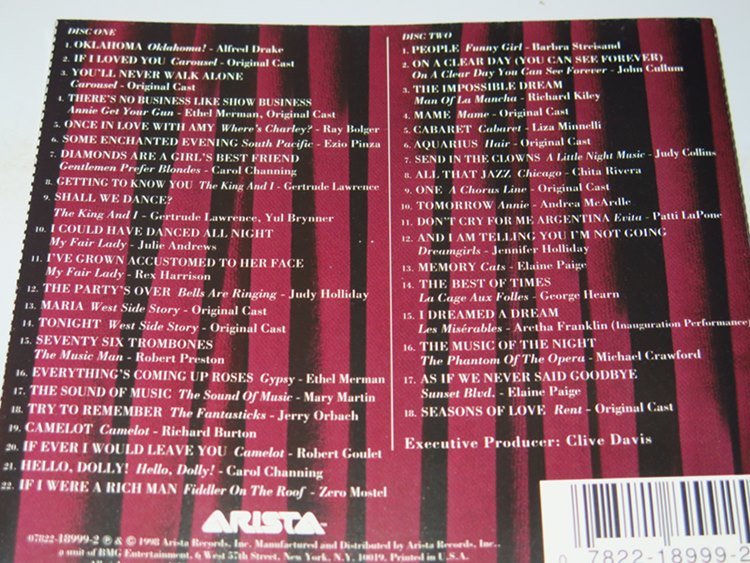 DISC ONE
1. OKLAHOMA Oklahoma! - Alfred Drake
2. IF I LOVED YOU Carousel - Original Cast
3. YOU'LL NEVER WALK ALONE
Carousel - Original Cast
4. THERE'S NO BUSINESS LIKE SHOW BUSINESS
Annie Get Your Gun - Ethel Merman, Original Cast
5. ONCE IN LOVE WITH AMY Where's Charley? - Ray Bolger
6. SOME ENCHANTED EVENING South Pacific - Ezio Pinza
7. DIAMONDS ARE A GIRL'S BEST FRIEND
Gentlemen Prefer Blondes - Carol Channing
8. GETTING TO KNOW YOU The King And I - Gertrude Lawrence
9. SHALL WE DANCE?
The King And I - Gertrude Lawrence, Yul Brynner
10. I COULD HAVE DANCED ALL NIGHT
My Fair Lady - Julie Andrews
11. I'VE GROWN ACCUSTOMED TO HER FACE
My Fair Lady - Rex Harrison
12. THE PARTY'S OVER Bells Are Ringing - Judy Holliday
13. MARIA West Side Story - Original Cast
14. TONIGHT West Side Story - Original Cast
15. SEVENTY SIX TROMBONES
The Music Man - Robert Preston
16. EVERYTHING'S COMING UP ROSES Gypsy - Ethel Merman
17. THE SOUND OF MUSIC The Sound Of Music - Mary Martin
18. TRY TO REMEMBER The Fantasticks - Jerry Orbach
19. CAMELOT Camelot - Richard Burton
20. IF EVER I WOULD LEAVE YOU Camelot - Robert Goulet
21. HELLO, DOLLY! Hello, Dolly! - Carol Channing
22. IF I WERE A RICH MAN Fiddler On The Roof - Zero Mostel
DISC TWO
1. PEOPLE Funny Girl - Barbra Streisand
2. ON A CLEAR DAY (YOU CAN SEE FOREVER)
On A Clear Day You Can See Forever - John Cullum
3. THE IMPOSSIBLE DREAM
Man Of La Mancha - Richard Kiley
4. MAME Mame - Original Cast
5. CABARET Cabaret - Liza Minnelli
6. AQUARIUS Hair - Original Cast
7. SEND IN THE CLOWNS A Little Night Music - Judy Collins
8. ALL THAT JAZZ Chicago - Chita Rivera
9. ONE A Chorus Line - Original Cast
10. TOMORROW Annie - Andrea McArdle
11. DON'T CRY FOR ME ARGENTINA Evita - Patti LuPone
12. AND I AM TELLING YOU I'M NOT GOING
Dreamgirls - Jennifer Holliday
13. MEMORY Cats - Elaine Paige
14. THE BEST OF TIMES
La Cage Aux Folles - George Hearn
15. I DREAMED A DREAM
Les Misérables - Aretha Franklin (Inauguration Performance)
16. THE MUSIC OF THE NIGHT
The Phantom Of The Opera - Michael Crawford
17. AS IF WE NEVER SAID GOODBYE
Sunset Blvd. - Elaine Paige
18. SEASONS OF LOVE Rent - Original Cast
Executive Producer: Clive Davis
ARISTA
07822-18999-2 ℗ & © 1998 Arista Records, Inc. Manufactured and Distributed by Arista Records, Inc.,
a unit of BMG Entertainment, 6 West 57th Street, New York, N.Y. 10019. Printed in U.S.A.
0 7822-18999-2